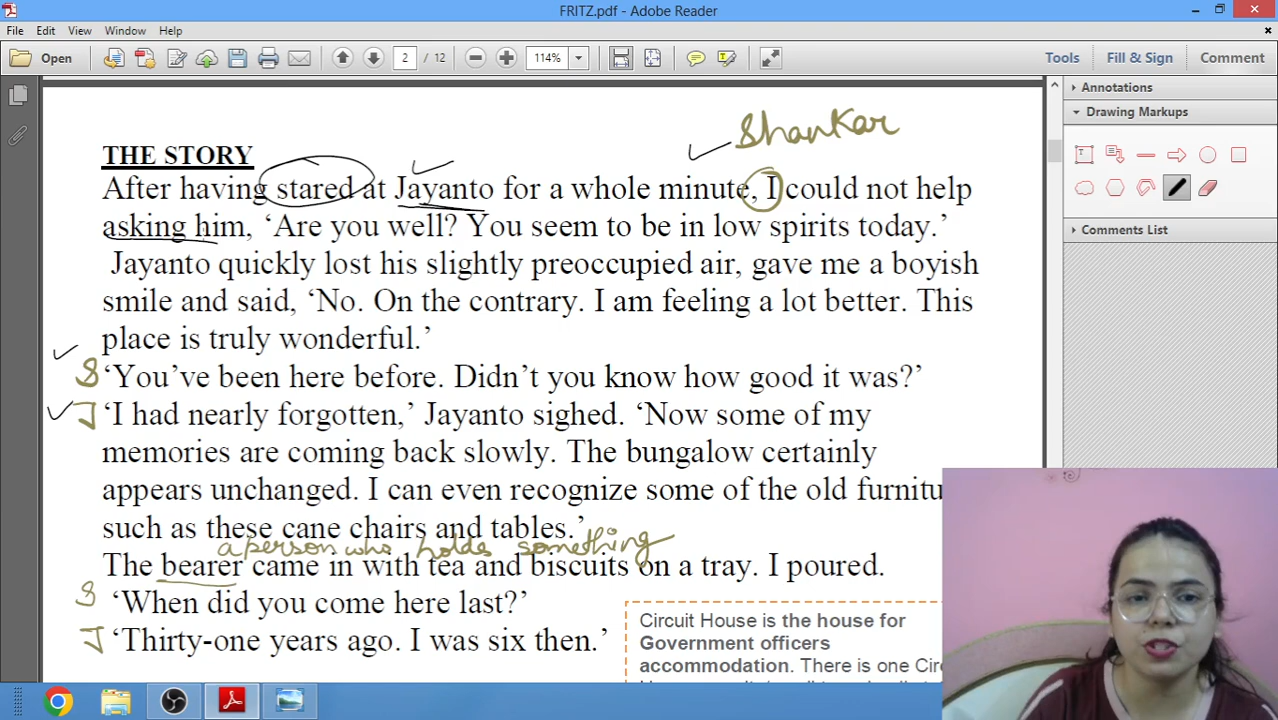 FRITZ.pdf - Adobe Reader
File Edit View Window Help
Open 2 / 12 114% Tools Fill & Sign Comment
Annotations
Drawing Markups
Comments List
Shankar
THE STORY
After having stared at Jayanto for a whole minute, I could not help
asking him, ‘Are you well? You seem to be in low spirits today.’
Jayanto quickly lost his slightly preoccupied air, gave me a boyish
smile and said, ‘No. On the contrary. I am feeling a lot better. This
place is truly wonderful.’
S ‘You’ve been here before. Didn’t you know how good it was?’
J ‘I had nearly forgotten,’ Jayanto sighed. ‘Now some of my
memories are coming back slowly. The bungalow certainly
appears unchanged. I can even recognize some of the old furnitu
such as these cane chairs and tables.’
a person who holds something
The bearer came in with tea and biscuits on a tray. I poured.
S ‘When did you come here last?’
J ‘Thirty-one years ago. I was six then.’
Circuit House is the house for
Government officers
accommodation. There is one Circ